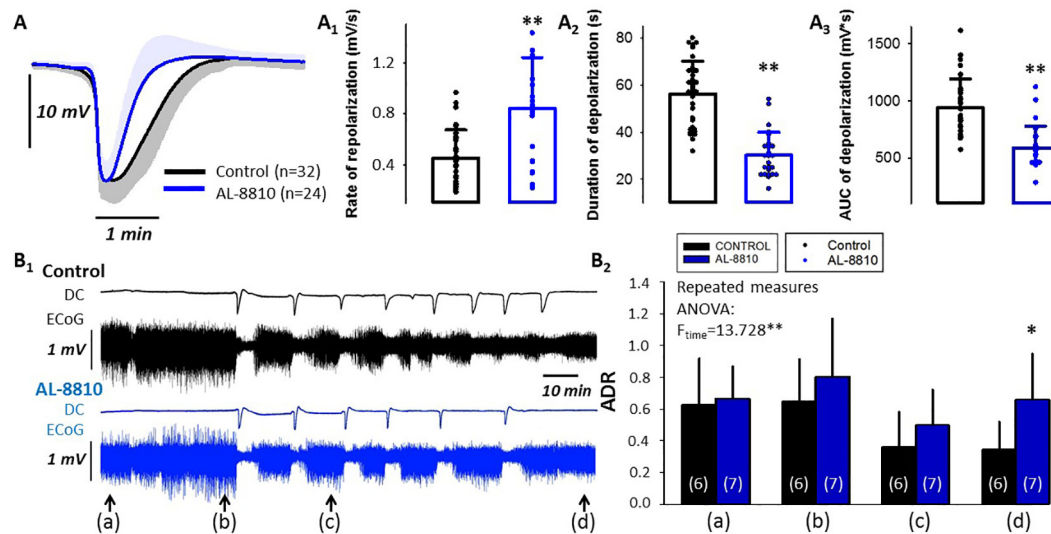 A
10 mV
Control (n=32)
AL-8810 (n=24)
1 min
A1
Rate of repolarization (mV/s)
**
1.2
0.8
0.4
A2
Duration of depolarization (s)
80
60
40
20
**
A3
AUC of depolarization (mV*s)
1500
1000
500
**
B1
Control
DC
ECoG
1 mV
10 min
AL-8810
DC
ECoG
1 mV
(a) (b) (c) (d)
B2
CONTROL
AL-8810
Control
AL-8810
Repeated measures
ANOVA:
Ftime=13.728**
ADR
1.4
1.2
1.0
0.8
0.6
0.4
0.2
0.0
*
(6) (7) (6) (7) (6) (7) (6) (7)
(a) (b) (c) (d)